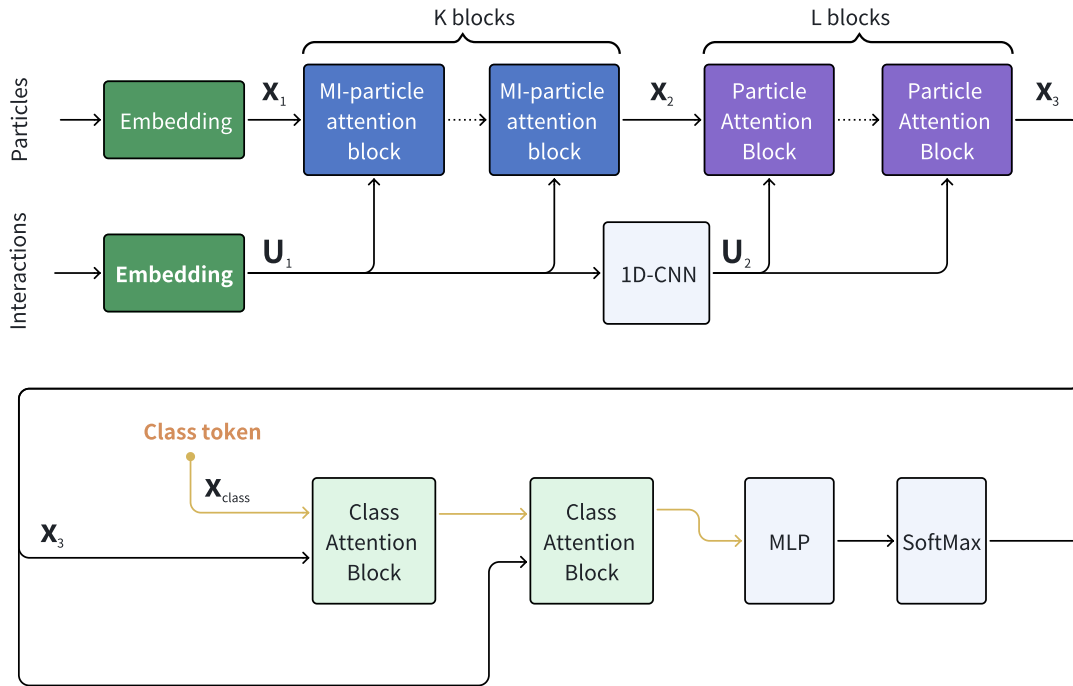 K blocks
L blocks
Particles
Embedding
X1
MI-particle
attention
block
MI-particle
attention
block
X2
Particle
Attention
Block
Particle
Attention
Block
X3
Interactions
Embedding
U1
1D-CNN
U2
Class token
Xclass
X3
Class
Attention
Block
Class
Attention
Block
MLP
SoftMax